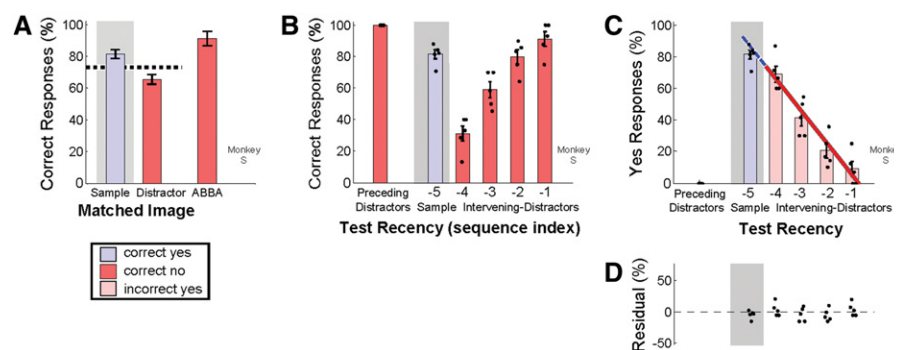 A
Correct Responses (%)
100
80
60
40
20
0
Monkey
S
Sample Distractor ABBA
Matched Image
correct yes
correct no
incorrect yes
B
Correct Responses (%)
100
80
60
40
20
0
Monkey
S
Preceding -5 -4 -3 -2 -1
Distractors Sample Intervening-Distractors
Test Recency (sequence index)
C
Yes Responses (%)
100
80
60
40
20
0
Monke
S
Preceding -5 -4 -3 -2 -1
Distractors Sample Intervening-Distractors
Test Recency
D
Residual (%)
50
0
-50